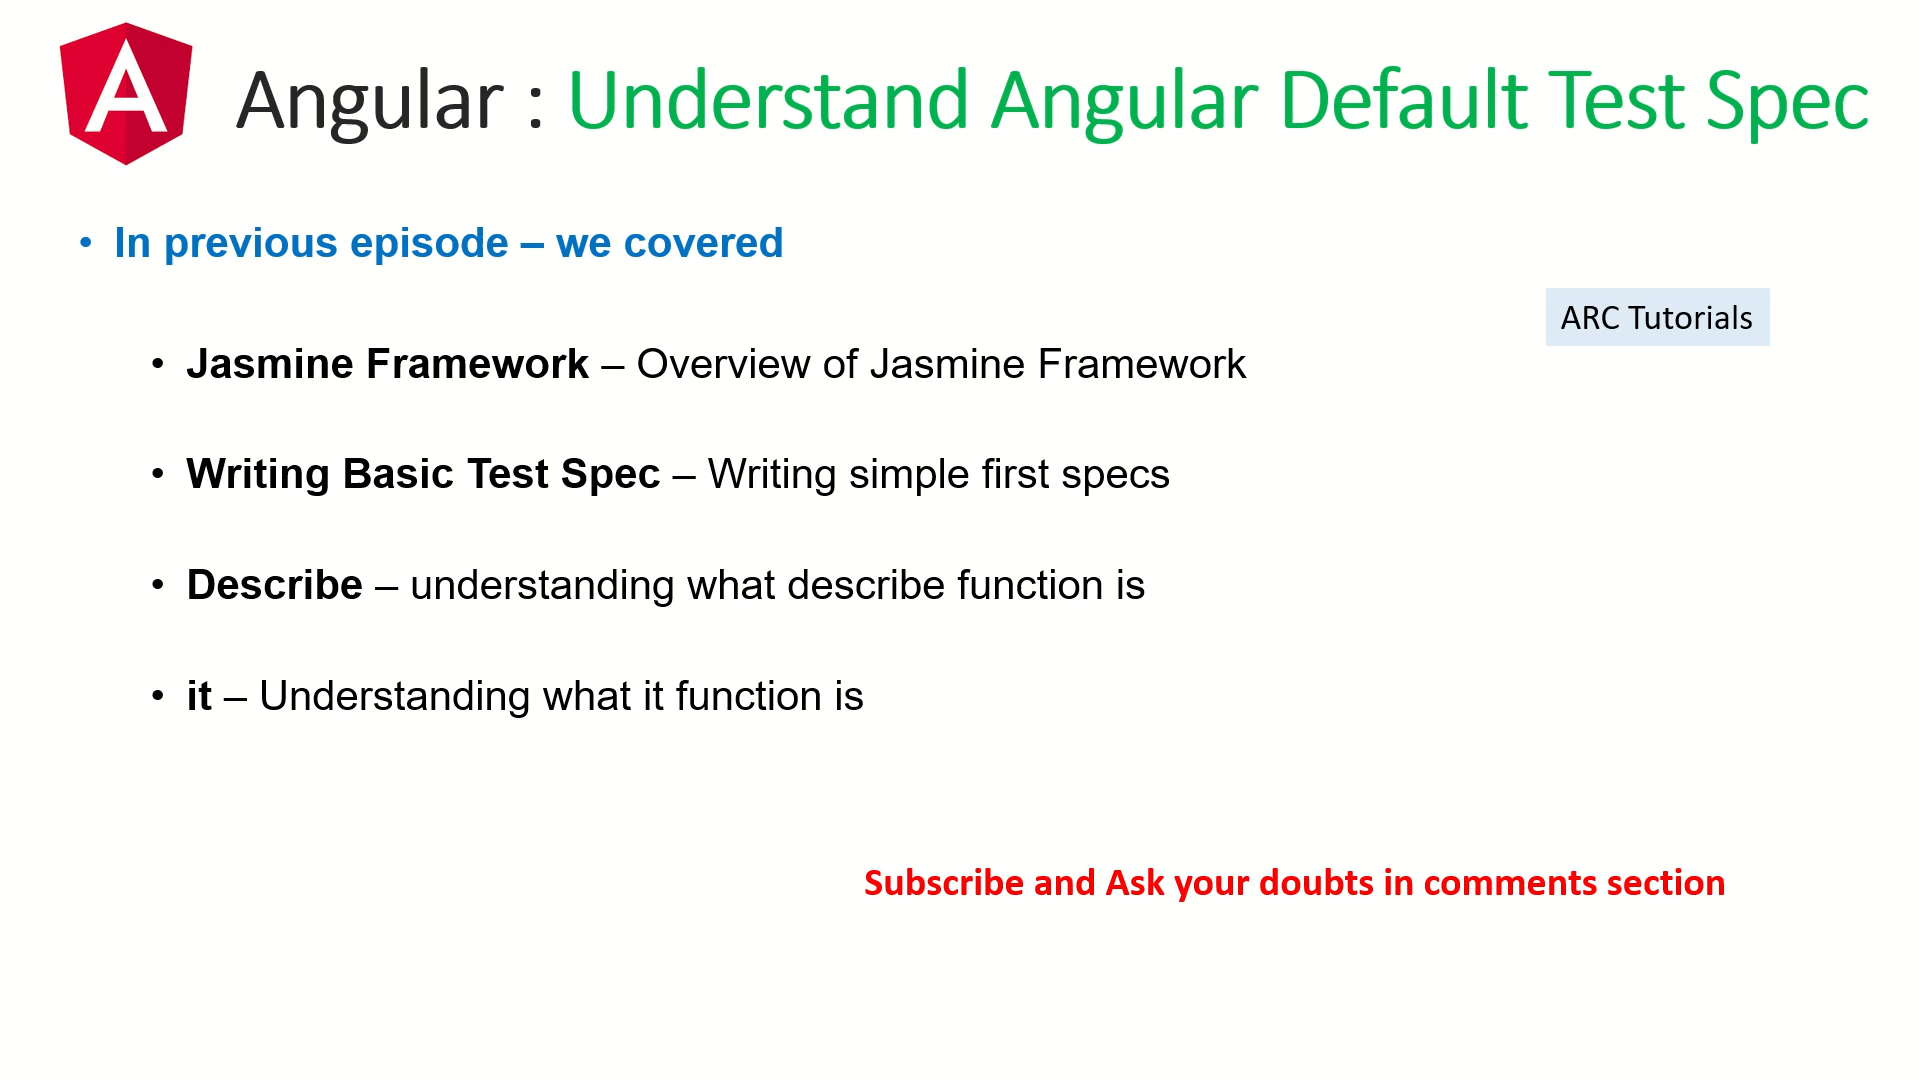 Angular : Understand Angular Default Test Spec
• In previous episode – we covered
ARC Tutorials
• Jasmine Framework – Overview of Jasmine Framework
• Writing Basic Test Spec – Writing simple first specs
• Describe – understanding what describe function is
• it – Understanding what it function is
Subscribe and Ask your doubts in comments section